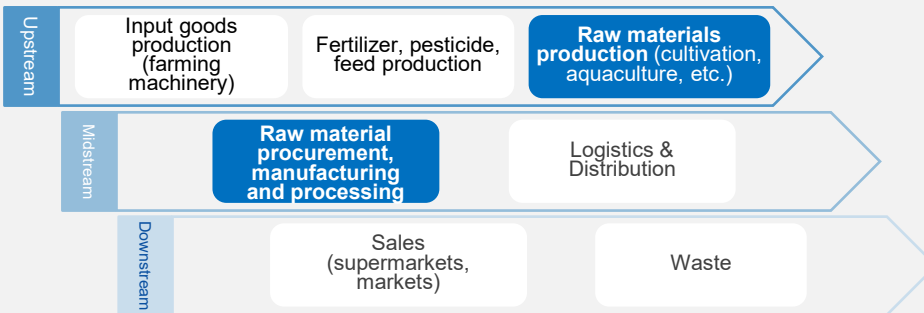 Upstream
Input goods
production
(farming
machinery)
Fertilizer, pesticide,
feed production
Raw materials
production (cultivation,
aquaculture, etc.)
Midstream
Raw material
procurement,
manufacturing
and processing
Logistics &
Distribution
Downstream
Sales
(supermarkets,
markets)
Waste